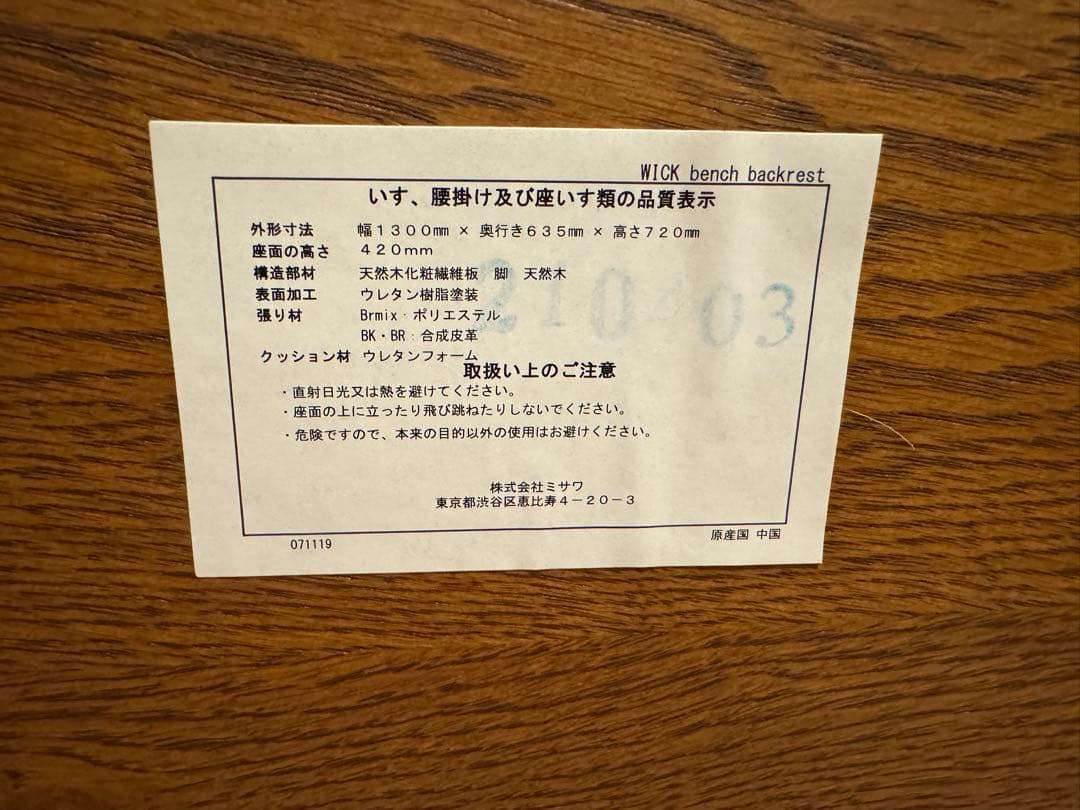 WICK bench backrest
いす、腰掛け及び座いす類の品質表示
外形寸法 幅1300㎜ × 奥行き635㎜ × 高さ720㎜
座面の高さ 420mm
構造部材 天然木化粧繊維板 脚 天然木
表面加工 ウレタン樹脂塗装
張り材 Brmix・ポリエステル
BK・BR:合成皮革
クッション材 ウレタンフォーム
取扱い上のご注意
・直射日光又は熱を避けてください。
・座面の上に立ったり飛び跳ねたりしないでください。
・危険ですので、本来の目的以外の使用はお避けください。
株式会社ミサワ
東京都渋谷区恵比寿4-20-3
071119
原産国 中国